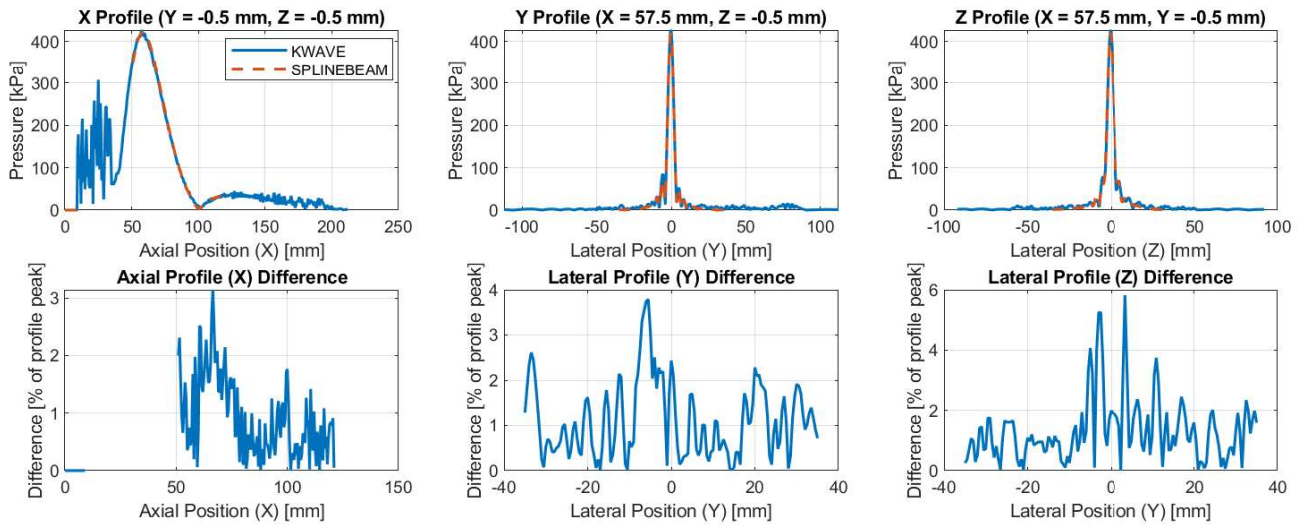 X Profile (Y = -0.5 mm, Z = -0.5 mm)
Pressure [kPa]
400
300
200
100
0
KWAVE
SPLINEBEAM
0 50 100 150 200 250
Axial Position (X) [mm]
Y Profile (X = 57.5 mm, Z = -0.5 mm)
Pressure [kPa]
400
300
200
100
0
-100 -50 0 50 100
Lateral Position (Y) [mm]
Z Profile (X = 57.5 mm, Y = -0.5 mm)
Pressure [kPa]
400
300
200
100
0
-100 -50 0 50 100
Lateral Position (Z) [mm]
Axial Profile (X) Difference
Difference [% of profile peak]
3
2
1
0
0 50 100 150
Axial Position (X) [mm]
Lateral Profile (Y) Difference
Difference [% of profile peak]
4
3
2
1
0
-40 -20 0 20 40
Lateral Position (Y) [mm]
Lateral Profile (Z) Difference
Difference [% of profile peak]
6
4
2
0
-40 -20 0 20 40
Lateral Position (Y) [mm]